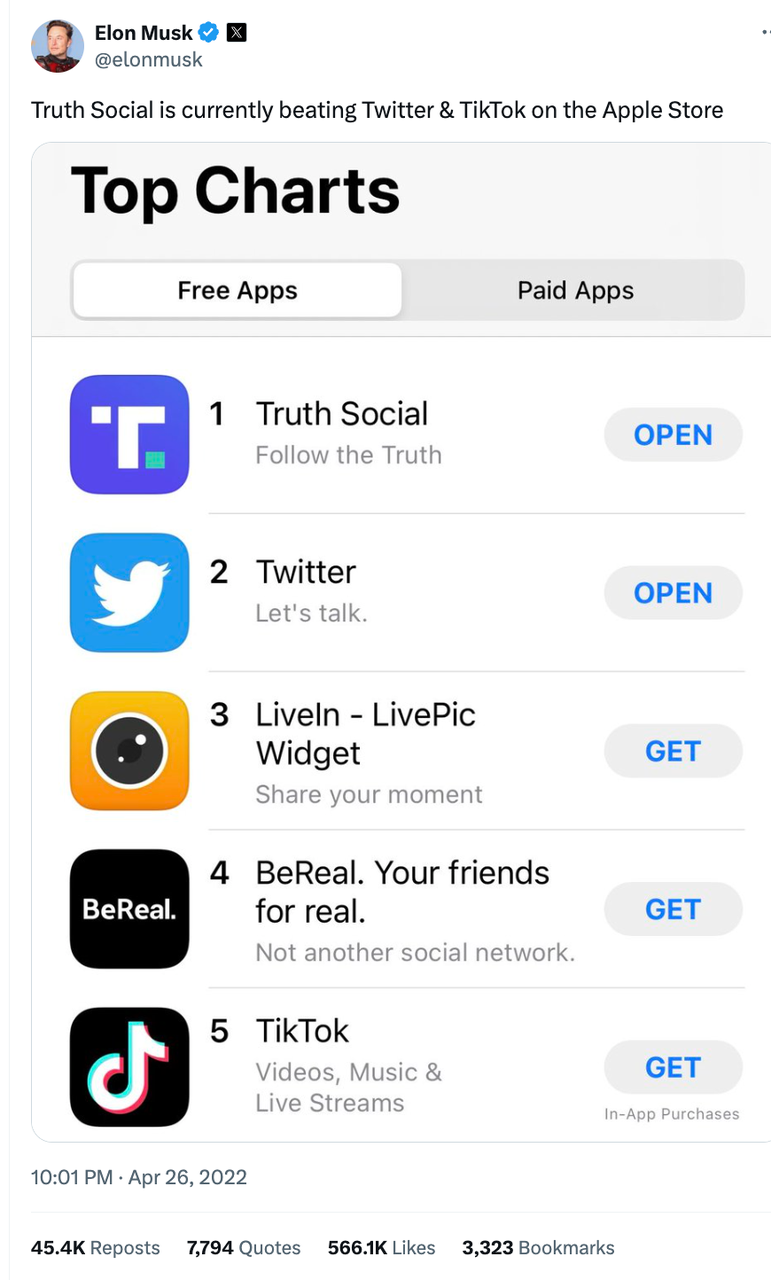 Elon Musk
@elonmusk
Truth Social is currently beating Twitter & TikTok on the Apple Store
Top Charts
Free Apps
Paid Apps
1 Truth Social
Follow the Truth
OPEN
2 Twitter
Let's talk.
OPEN
3 LiveIn - LivePic
Widget
Share your moment
GET
BeReal.
4 BeReal. Your friends
for real.
Not another social network.
GET
5 TikTok
Videos, Music &
Live Streams
GET
In-App Purchases
10:01 PM · Apr 26, 2022
45.4K Reposts 7,794 Quotes 566.1K Likes 3,323 Bookmarks